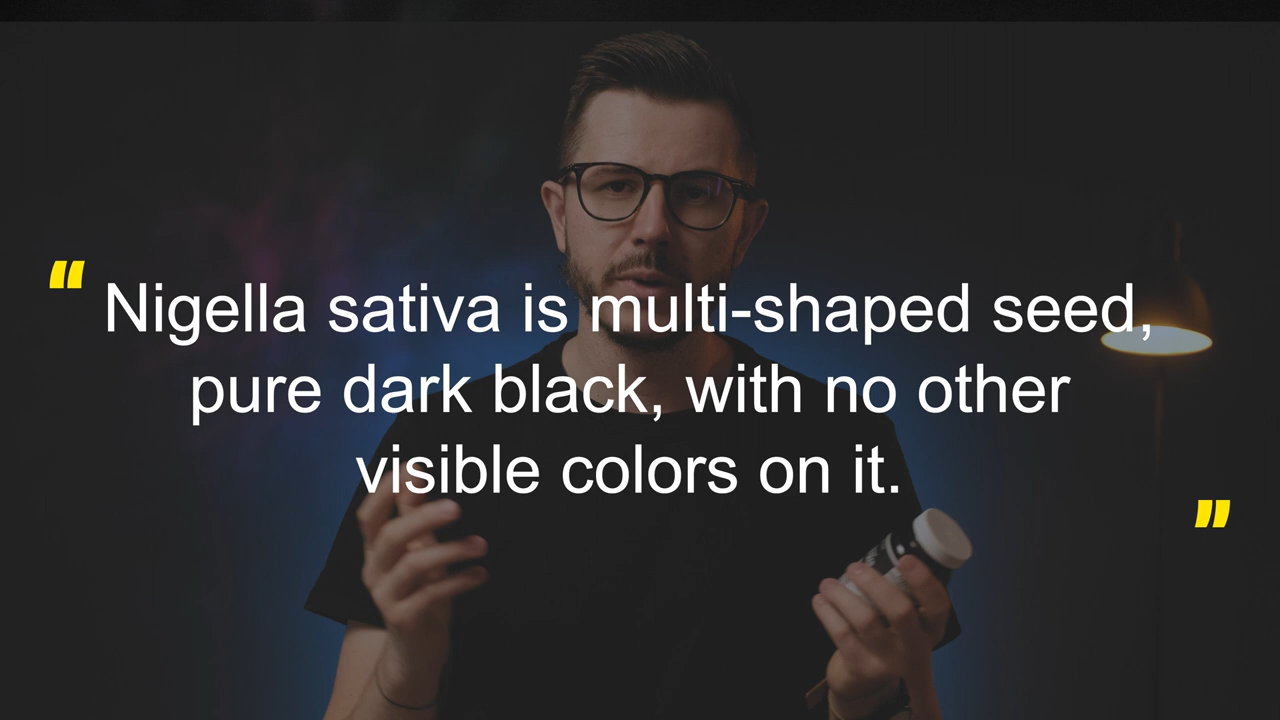 "Nigella sativa is multi-shaped seed,
pure dark black, with no other
visible colors on it."